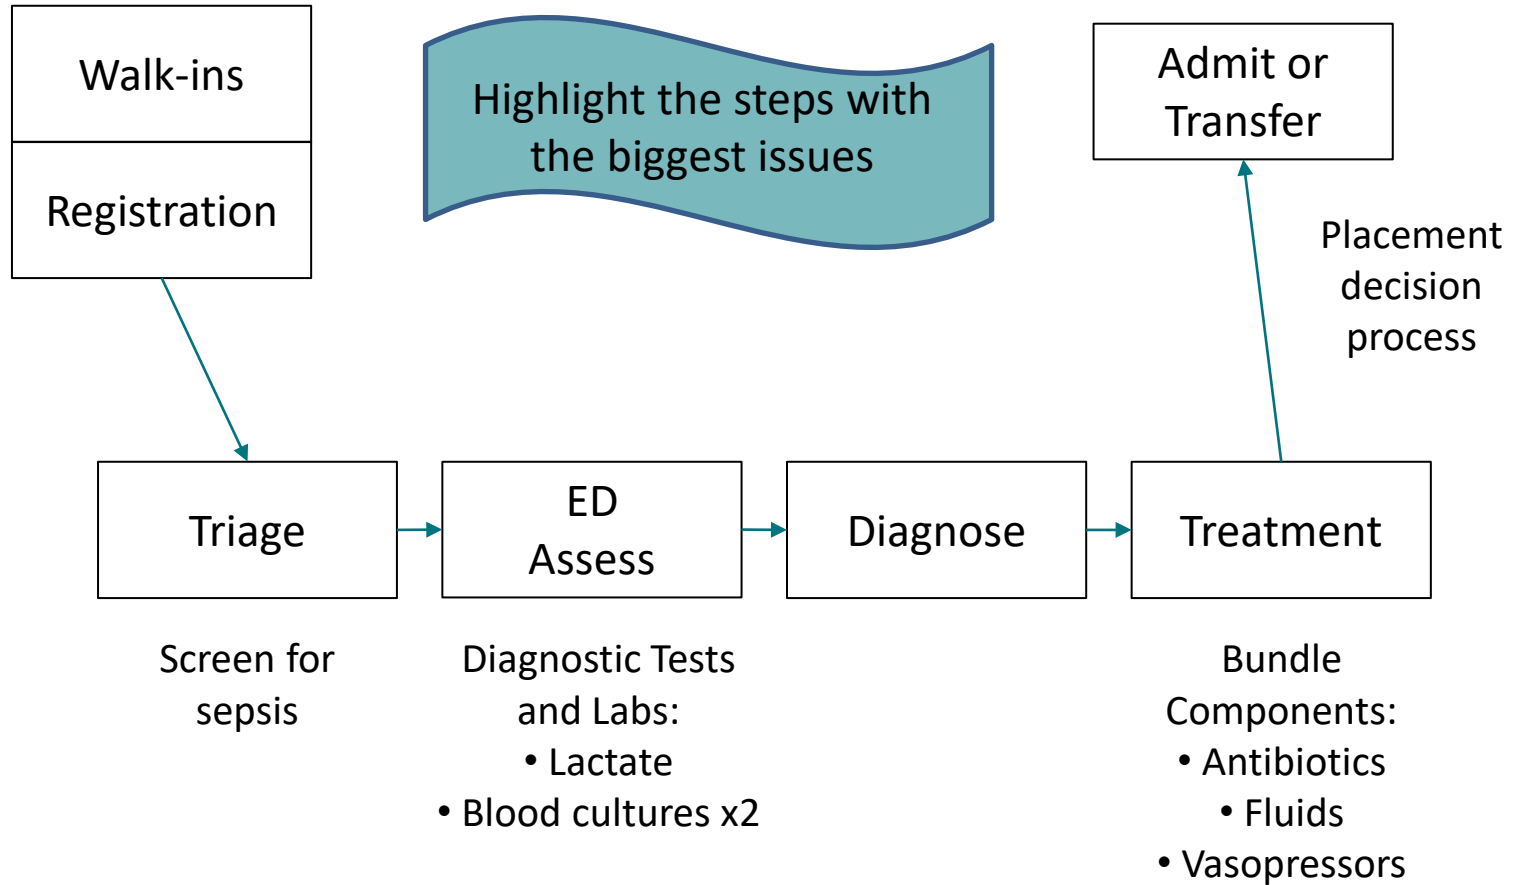 Walk-ins
Registration
Highlight the steps with
the biggest issues
Admit or
Transfer
Placement
decision
process
Triage
ED
Assess
Diagnose
Treatment
Screen for
sepsis
Diagnostic Tests
and Labs:
• Lactate
• Blood cultures x2
Bundle
Components:
• Antibiotics
• Fluids
• Vasopressors